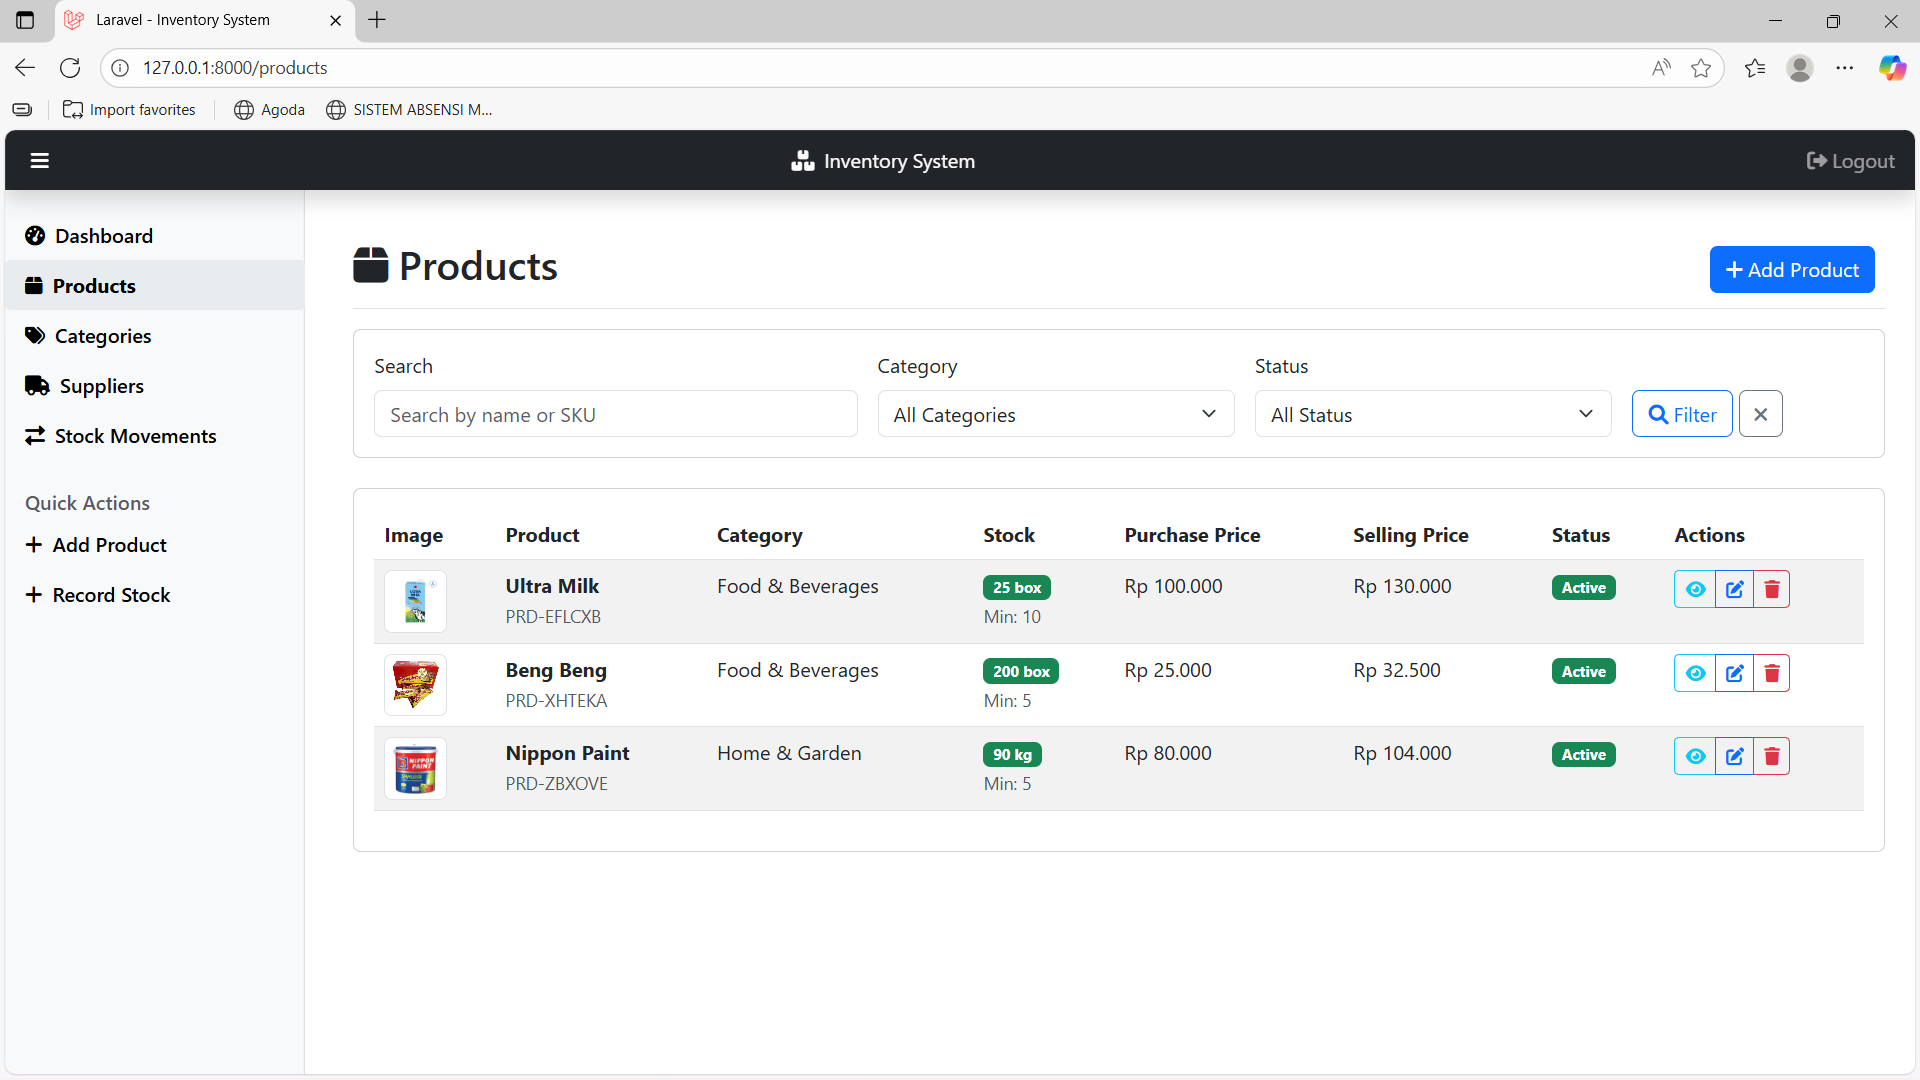 Laravel - Inventory System
127.0.0.1:8000/products
Import favorites
Agoda
SISTEM ABSENSI M...
Inventory System
Logout
Dashboard
Products
Categories
Suppliers
Stock Movements
Quick Actions
Add Product
Record Stock
Products
Add Product
Search
Category
Status
Search by name or SKU
All Categories
All Status
Filter
Image Product Category Stock Purchase Price Selling Price Status Actions
Ultra Milk Food & Beverages 25 box Rp 100.000 Rp 130.000 Active
PRD-EFLCXB Min: 10
Beng Beng Food & Beverages 200 box Rp 25.000 Rp 32.500 Active
PRD-XHTEKA Min: 5
NIPPON PAINT
Nippon Paint Home & Garden 90 kg Rp 80.000 Rp 104.000 Active
PRD-ZBXOVE Min: 5